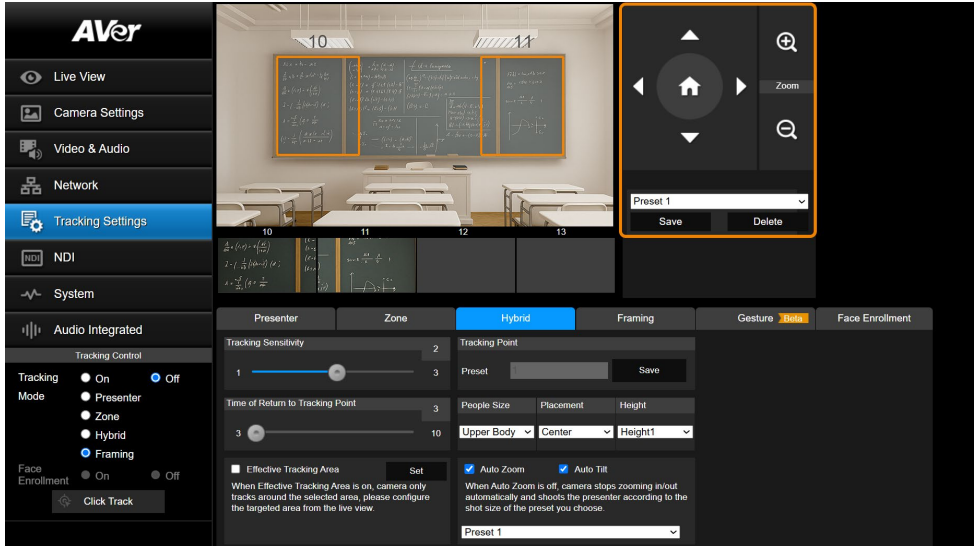 AVer
Live View
Camera Settings
Video & Audio
Network
Tracking Settings
NDI NDI
System
Audio Integrated
Tracking Control
Tracking On Off
Mode Presenter
Zone
Hybrid
Framing
Face Enrollment On Off
Click Track
10 11
10 11 12 13
Zoom
Preset 1
Save Delete
Presenter Zone Hybrid Framing Gesture Beta Face Enrollment
Tracking Sensitivity 2
1 3
Time of Return to Tracking Point 3
3 10
Effective Tracking Area Set
When Effective Tracking Area is on, camera only
tracks around the selected area, please configure
the targeted area from the live view.
Tracking Point
Preset 1 Save
People Size Placement Height
Upper Body Center Height1
Auto Zoom Auto Tilt
When Auto Zoom is off, camera stops zooming in/out
automatically and shoots the presenter according to the
shot size of the preset you choose.
Preset 1